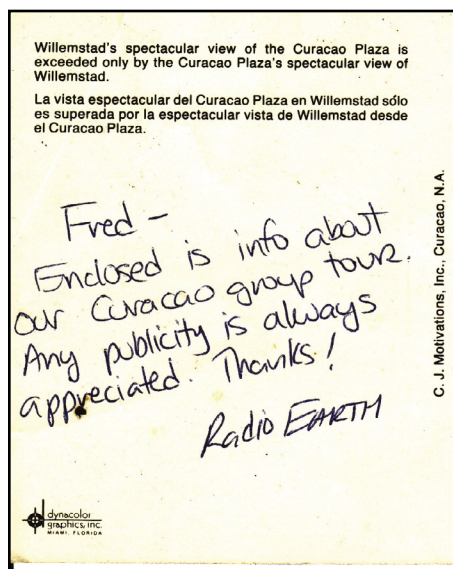 Willemstad's spectacular view of the Curacao Plaza is
exceeded only by the Curacao Plaza's spectacular view of
Willemstad.
La vista espectacular del Curacao Plaza en Willemstad sólo
es superada por la espectacular vista de Willemstad desde
el Curacao Plaza.
Fred -
Enclosed is info about
our Curacao group tour.
Any publicity is always
appreciated. Thanks!
Radio EARTH
C. J. Motivations, Inc., Curacao, N.A.
dynacolor
graphics, inc.
MIAMI, FLORIDA